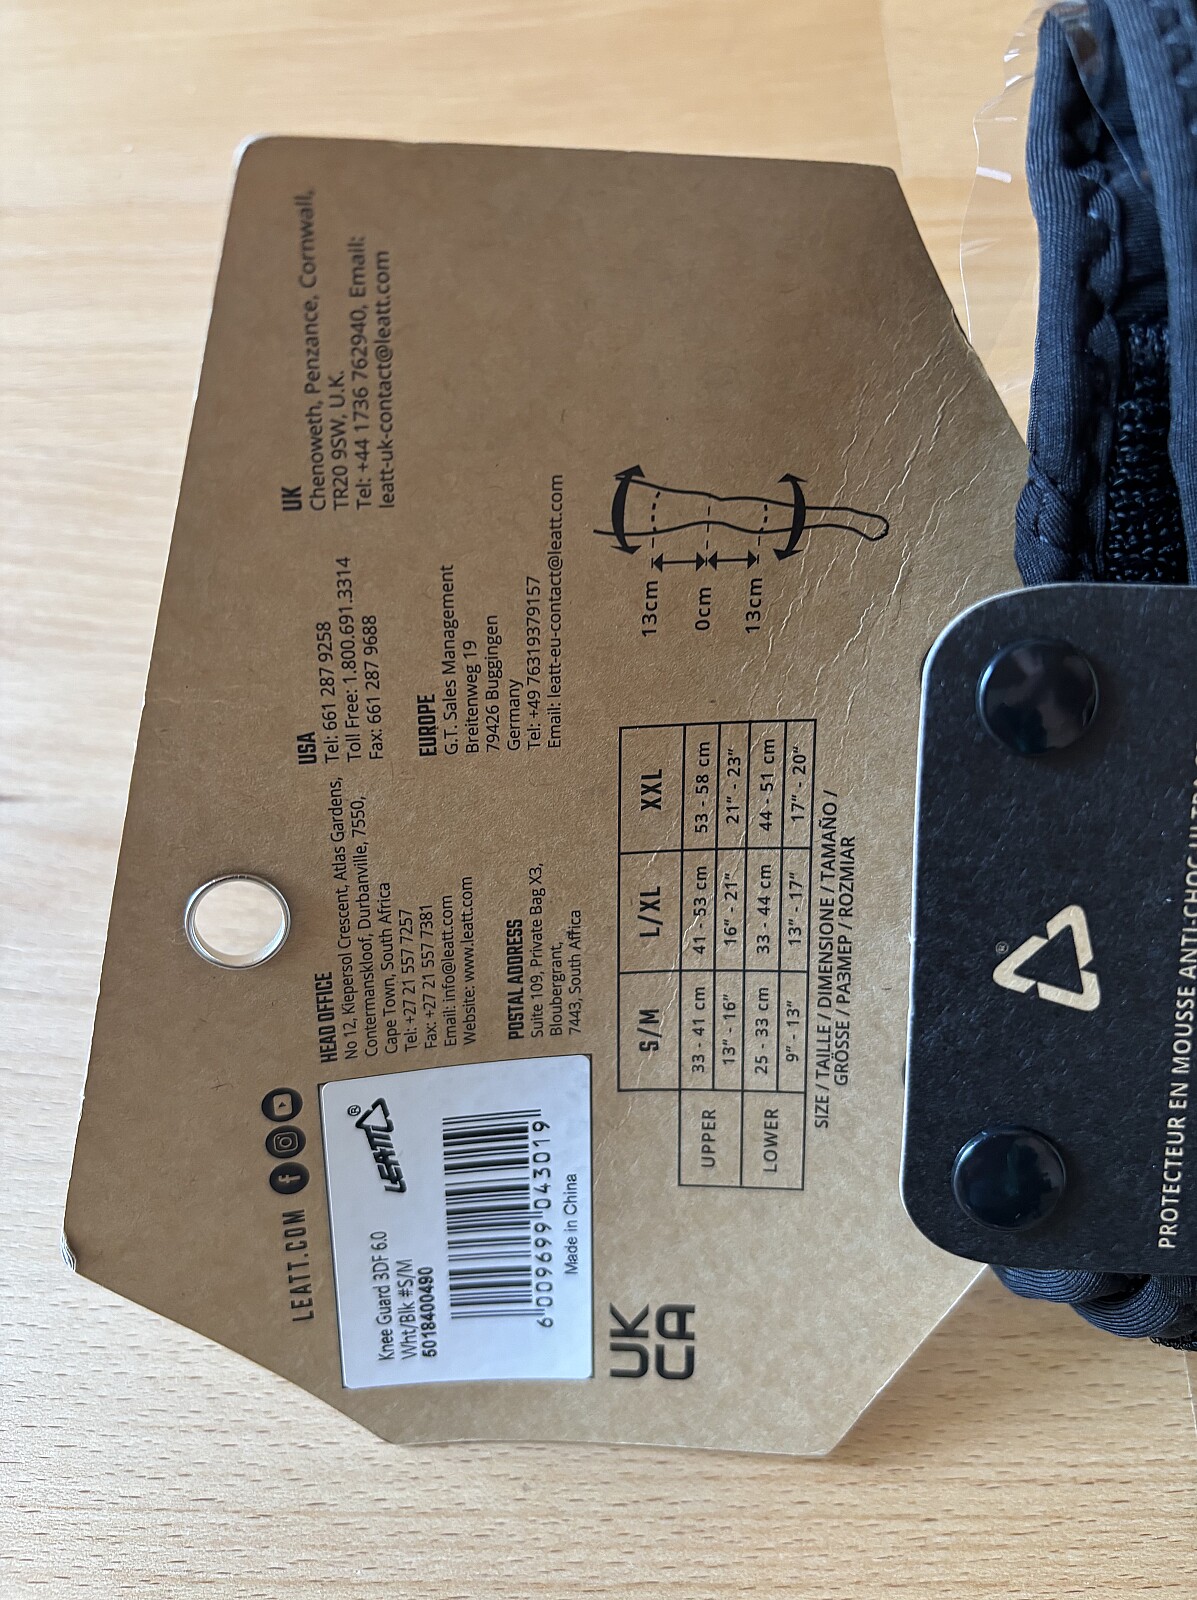 LEATT.COM
Knee Guard 3DF 6.0
Wht/Blk #S/M
5018400490
LEATT®
6 009699 043019
Made in China
UK
CA
HEAD OFFICE
No 12, Klepersol Crescent, Atlas Gardens,
Contermanskloof, Durbanville, 7550,
Cape Town, South Africa
Tel: +27 21 557 7257
Fax: +27 21 557 7381
Email: info@leatt.com
Website: www.leatt.com
POSTAL ADDRESS
Suite 109, Private Bag X3,
Bloubergrant,
7443, South Africa
USA
Tel: 661 287 9258
Toll Free: 1.800.691.3314
Fax: 661 287 9688
EUROPE
G.T. Sales Management
Breitenweg 19
79426 Buggingen
Germany
Tel: +49 76319379157
Email: leatt-eu-contact@leatt.com
UK
Chenoweth, Penzance, Cornwall,
TR20 9SW, U.K.
Tel: +44 1736 762940, Email:
leatt-uk-contact@leatt.com
S/M L/XL XXL
UPPER 33 - 41 cm 41 - 53 cm 53 - 58 cm
13" - 16" 16" - 21" 21" - 23"
LOWER 25 - 33 cm 33 - 44 cm 44 - 51 cm
9" - 13" 13" - 17" 17" - 20"
SIZE / TAILLE / DIMENSIONE / TAMAÑO /
GRÖSSE / РАЗМЕР / ROZMIAR
13cm
0cm
13cm
®
PROTECTEUR EN MOUSSE ANTICHOC